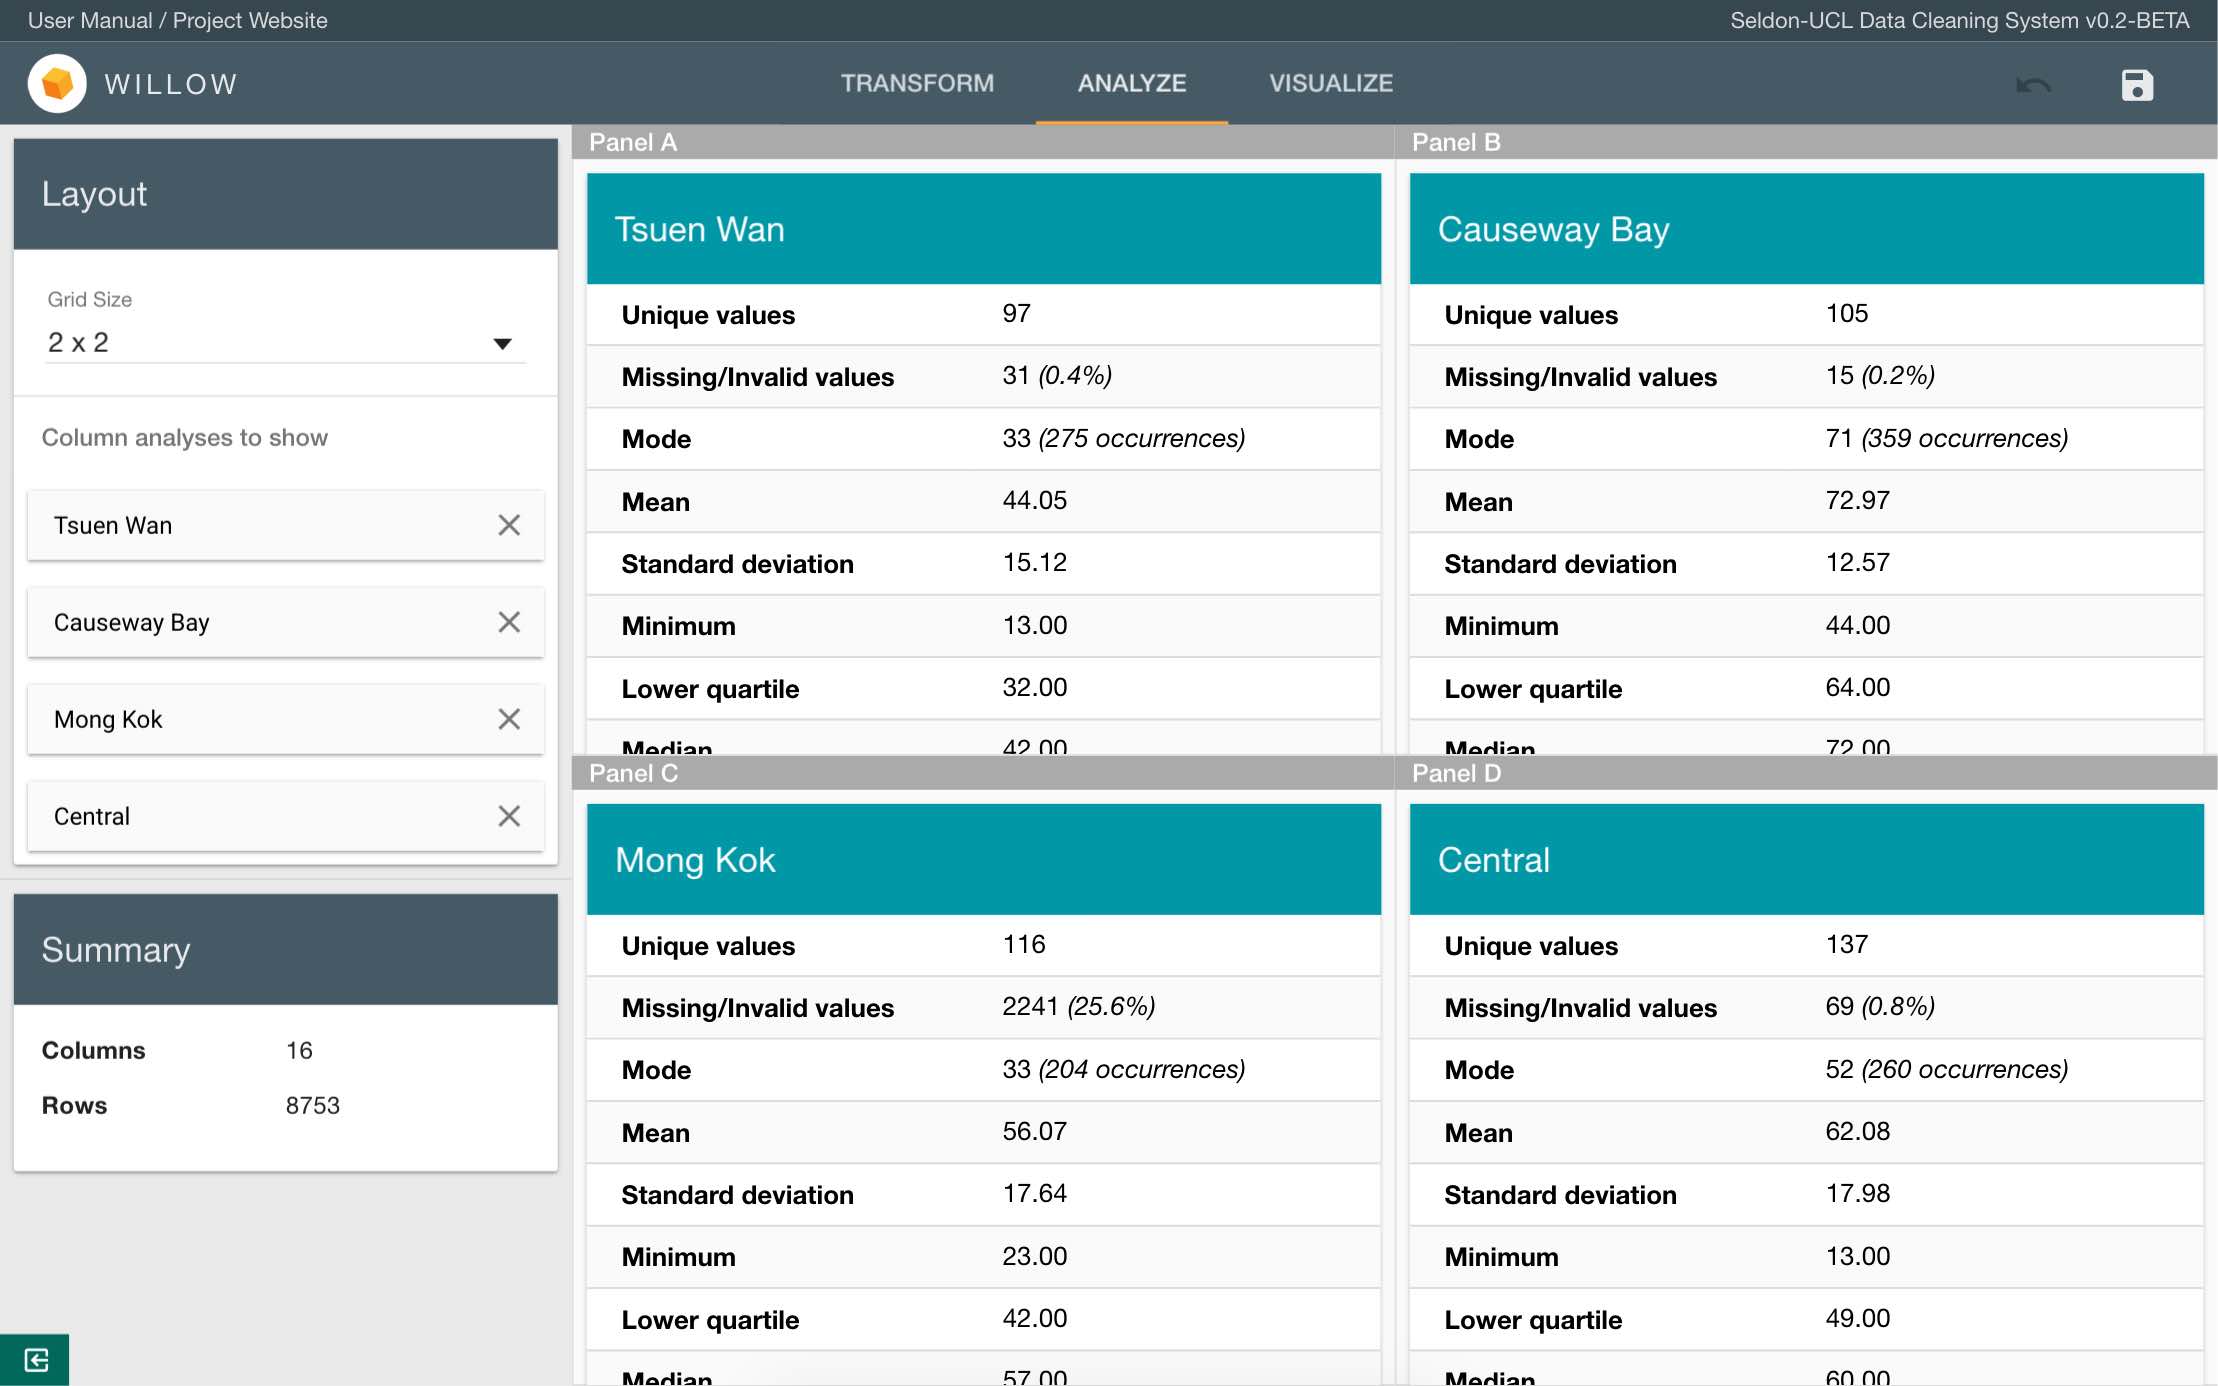 User Manual / Project Website
Seldon-UCL Data Cleaning System v0.2-BETA
WILLOW
TRANSFORM
ANALYZE
VISUALIZE
Layout
Grid Size
2 x 2
Column analyses to show
Tsuen Wan
Causeway Bay
Mong Kok
Central
Summary
Columns 16
Rows 8753
Panel A
Tsuen Wan
Unique values 97
Missing/Invalid values 31 (0.4%)
Mode 33 (275 occurrences)
Mean 44.05
Standard deviation 15.12
Minimum 13.00
Lower quartile 32.00
Median 42.00
Panel B
Causeway Bay
Unique values 105
Missing/Invalid values 15 (0.2%)
Mode 71 (359 occurrences)
Mean 72.97
Standard deviation 12.57
Minimum 44.00
Lower quartile 64.00
Median 72.00
Panel C
Mong Kok
Unique values 116
Missing/Invalid values 2241 (25.6%)
Mode 33 (204 occurrences)
Mean 56.07
Standard deviation 17.64
Minimum 23.00
Lower quartile 42.00
Median 57.00
Panel D
Central
Unique values 137
Missing/Invalid values 69 (0.8%)
Mode 52 (260 occurrences)
Mean 62.08
Standard deviation 17.98
Minimum 13.00
Lower quartile 49.00
Median 60.00